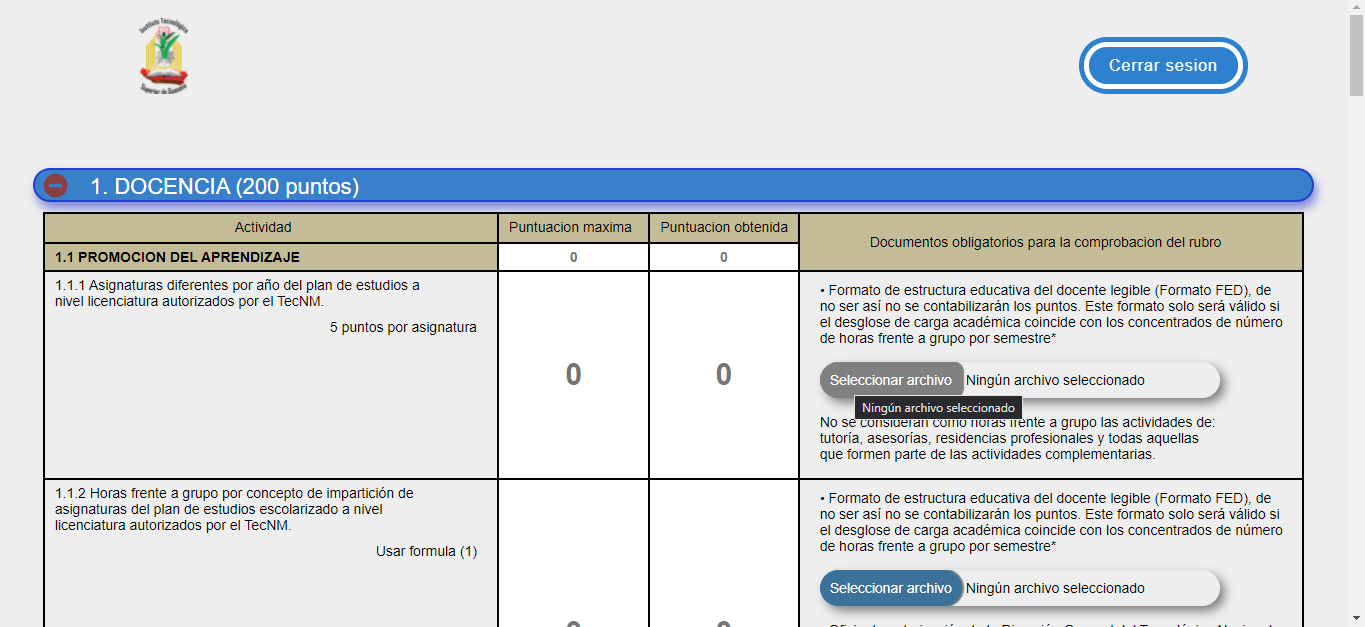 Instituto Tecnológico
Superior de Guasave
Cerrar sesion
1. DOCENCIA (200 puntos)
Actividad
Puntuacion maxima
Puntuacion obtenida
Documentos obligatorios para la comprobacion del rubro
1.1 PROMOCION DEL APRENDIZAJE
0
0
1.1.1 Asignaturas diferentes por año del plan de estudios a
nivel licenciatura autorizados por el TecNM.
5 puntos por asignatura
0
0
• Formato de estructura educativa del docente legible (Formato FED), de
no ser así no se contabilizarán los puntos. Este formato solo será válido si
el desglose de carga académica coincide con los concentrados de número
de horas frente a grupo por semestre*
Seleccionar archivo
Ningún archivo seleccionado
Ningún archivo seleccionado
No se consideran como horas frente a grupo las actividades de:
tutoría, asesorías, residencias profesionales y todas aquellas
que formen parte de las actividades complementarias.
1.1.2 Horas frente a grupo por concepto de impartición de
asignaturas del plan de estudios escolarizado a nivel
licenciatura autorizados por el TecNM.
Usar formula (1)
• Formato de estructura educativa del docente legible (Formato FED), de
no ser así no se contabilizarán los puntos. Este formato solo será válido si
el desglose de carga académica coincide con los concentrados de número
de horas frente a grupo por semestre*
Seleccionar archivo
Ningún archivo seleccionado